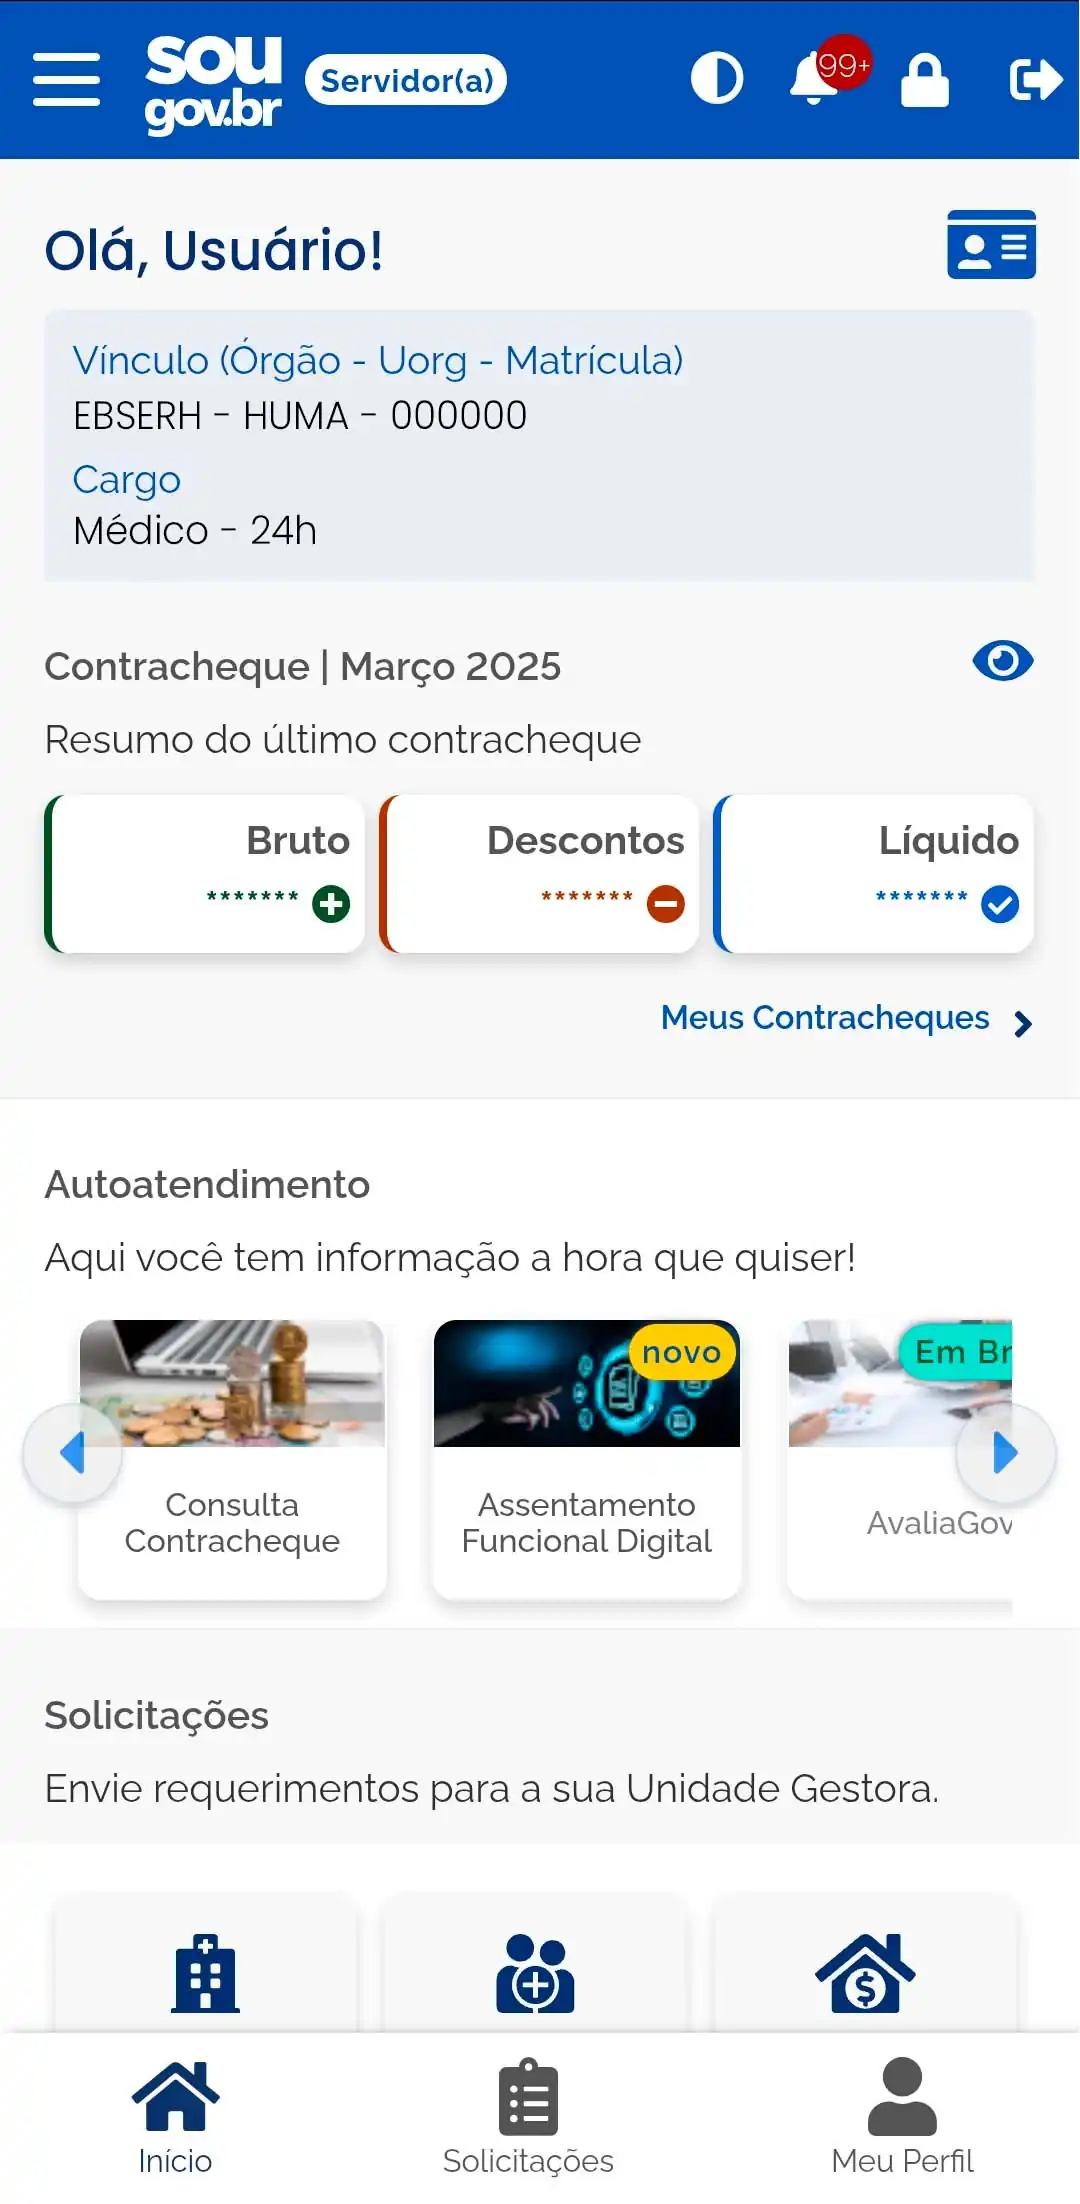 sou
gov.br
Servidor(a)
99+
Olá, Usuário!
Vínculo (Órgão - Uorg - Matrícula)
EBSERH - HUMA - 000000
Cargo
Médico - 24h
Contracheque | Março 2025
Resumo do último contracheque
Bruto
*******
Descontos
*******
Líquido
*******
Meus Contracheques
Autoatendimento
Aqui você tem informação a hora que quiser!
novo
Em Br
Consulta
Contracheque
Assentamento
Funcional Digital
AvaliaGov
Solicitações
Envie requerimentos para a sua Unidade Gestora.
Início
Solicitações
Meu Perfil